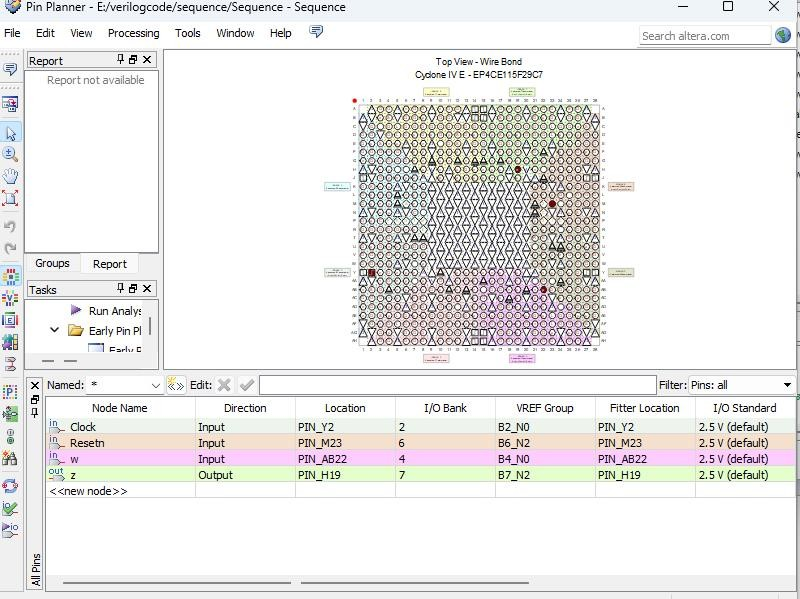 Pin Planner - E:/verilogcode/sequence/Sequence - Sequence
File Edit View Processing Tools Window Help
Search altera.com
Report
Report not available
Groups Report
Tasks
Run Analys
Early Pin Pl
Early P
Top View - Wire Bond
Cyclone IV E - EP4CE115F29C7
Named: * Edit: Filter: Pins: all
Node Name Direction Location I/O Bank VREF Group Fitter Location I/O Standard
in Clock Input PIN_Y2 2 B2_N0 PIN_Y2 2.5 V (default)
in Resetn Input PIN_M23 6 B6_N2 PIN_M23 2.5 V (default)
in w Input PIN_AB22 4 B4_N0 PIN_AB22 2.5 V (default)
out z Output PIN_H19 7 B7_N2 PIN_H19 2.5 V (default)
<<new node>>
All Pins